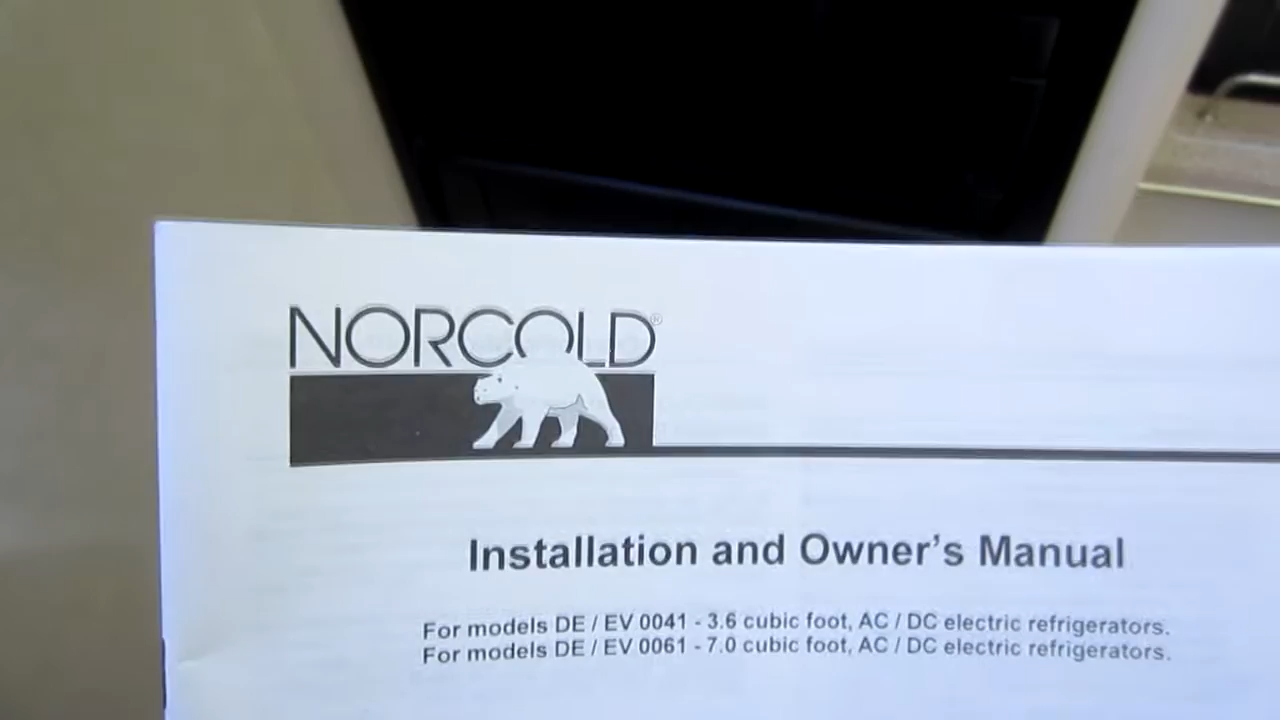 NORCOLD®
Installation and Owner's Manual
For models DE / EV 0041 - 3.6 cubic foot, AC / DC electric refrigerators.
For models DE / EV 0061 - 7.0 cubic foot, AC / DC electric refrigerators.